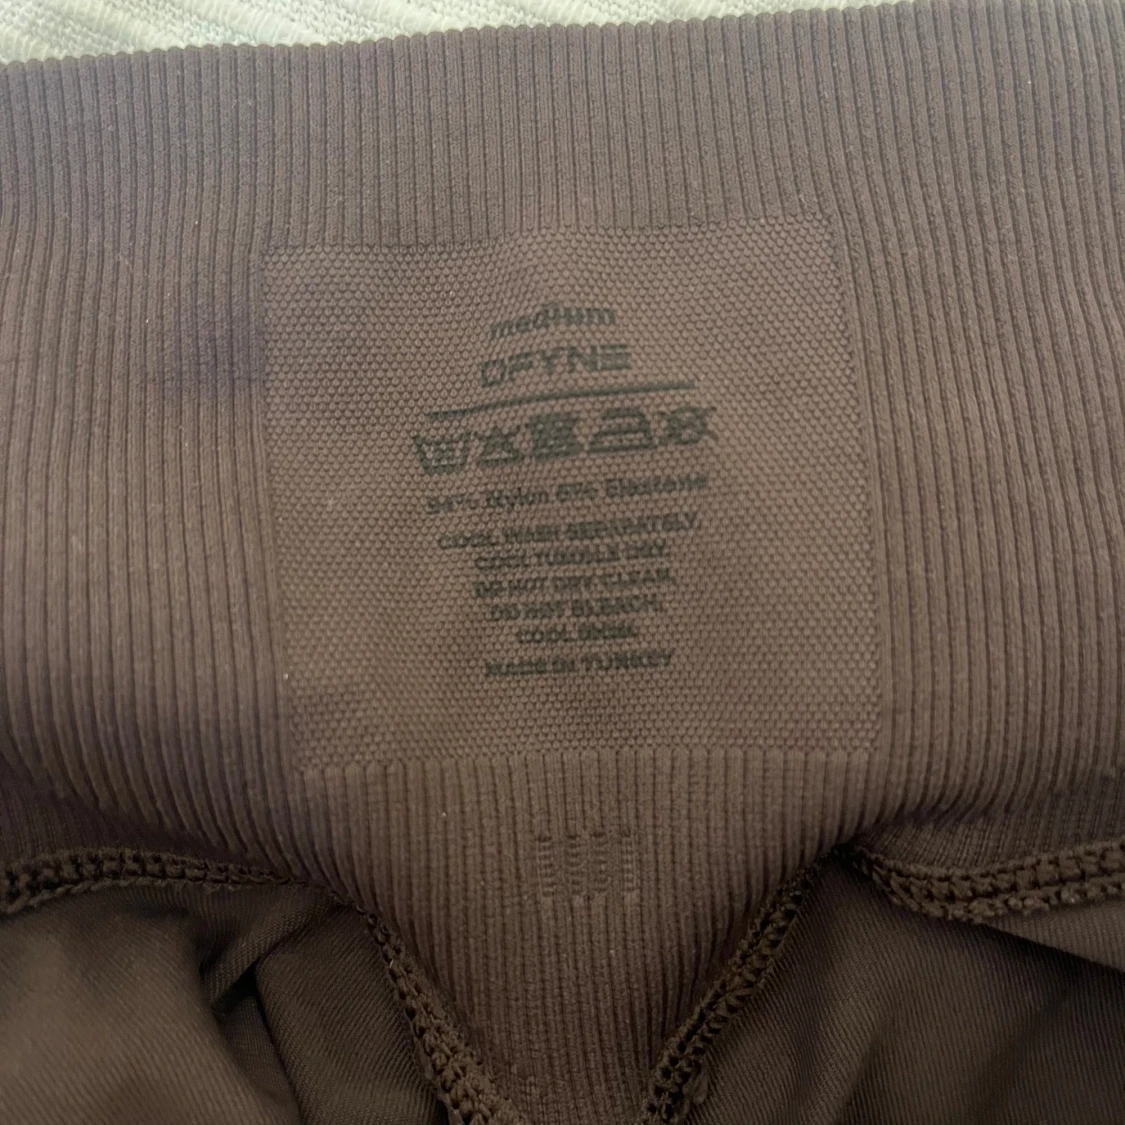 medium
DFYNE
94% Nylon 6% Elastane
COOL WASH SEPERATELY,
COOL TUMBLE DRY
DO NOT DRY CLEAN,
DO NOT BLEACH,
COOL IRON.
MADE IN TURKEY